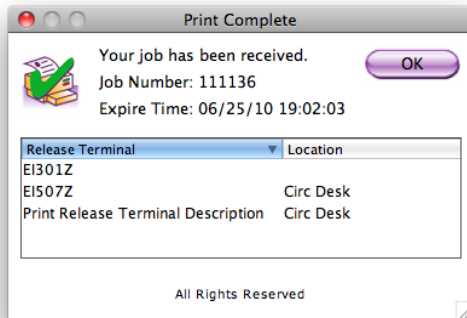 Print Complete
Your job has been received.
OK
Job Number: 111136
Expire Time: 06/25/10 19:02:03
Release Terminal Location
EI301Z
EI507Z Circ Desk
Print Release Terminal Description Circ Desk
All Rights Reserved